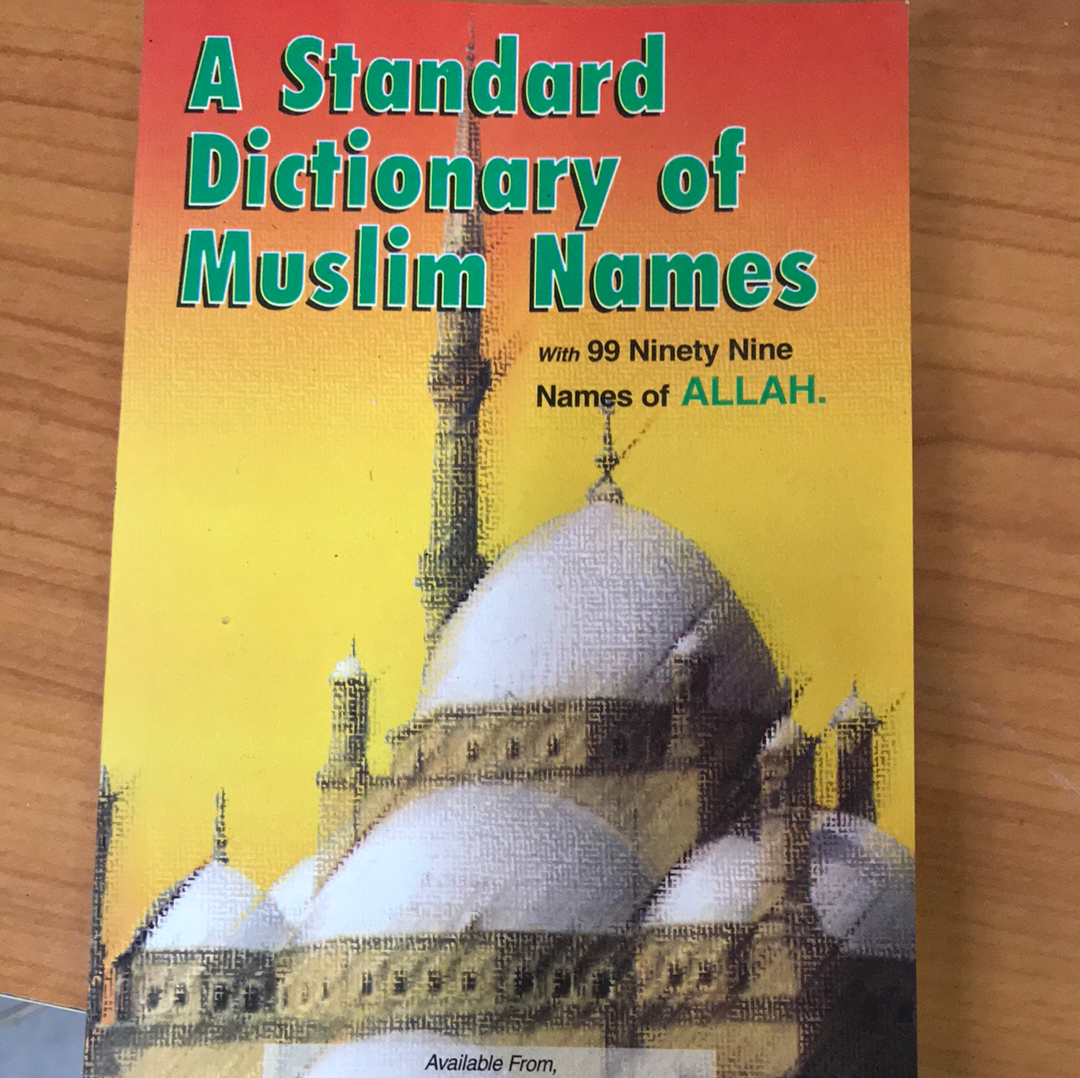 A Standard
Dictionary of
Muslim Names
With 99 Ninety Nine
Names of ALLAH.
Available From,